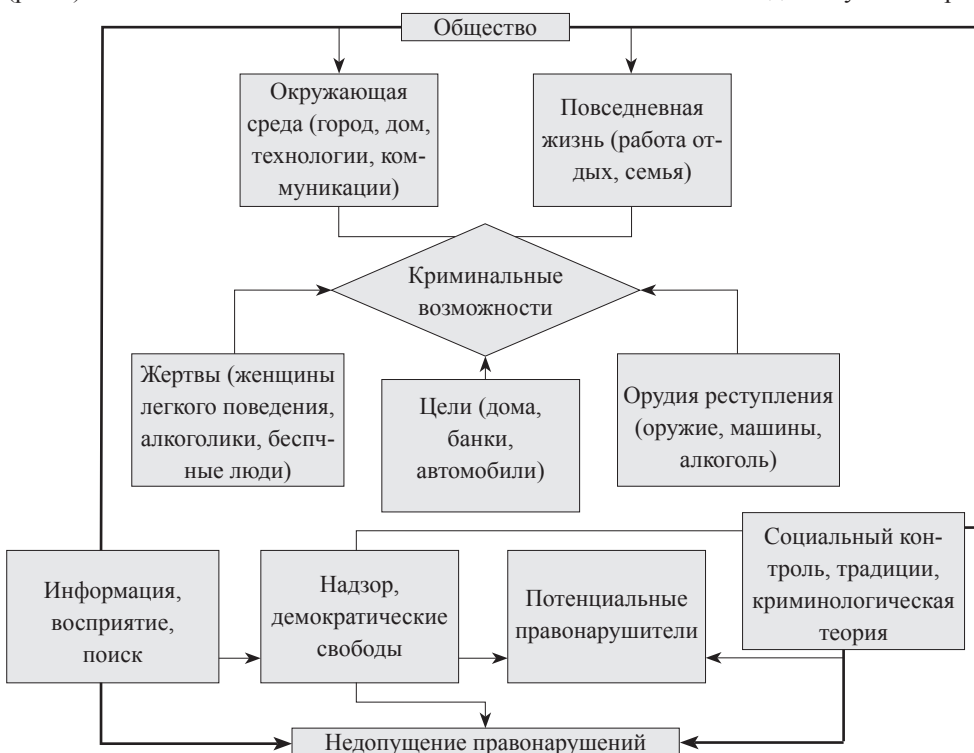 Общество
Окружающая
среда (город, дом,
технологии, ком-
муникации)
Повседневная
жизнь (работа от-
дых, семья)
Криминальные
возможности
Жертвы (женщины
легкого поведения,
алкоголики, беспч-
ные люди)
Цели (дома,
банки,
автомобили)
Орудия реступления
(оружие, машины,
алкоголь)
Информация,
восприятие,
поиск
Надзор,
демократические
свободы
Потенциальные
правонарушители
Социальный кон-
троль, традиции,
криминологическая
теория
Недопущение правонарушений